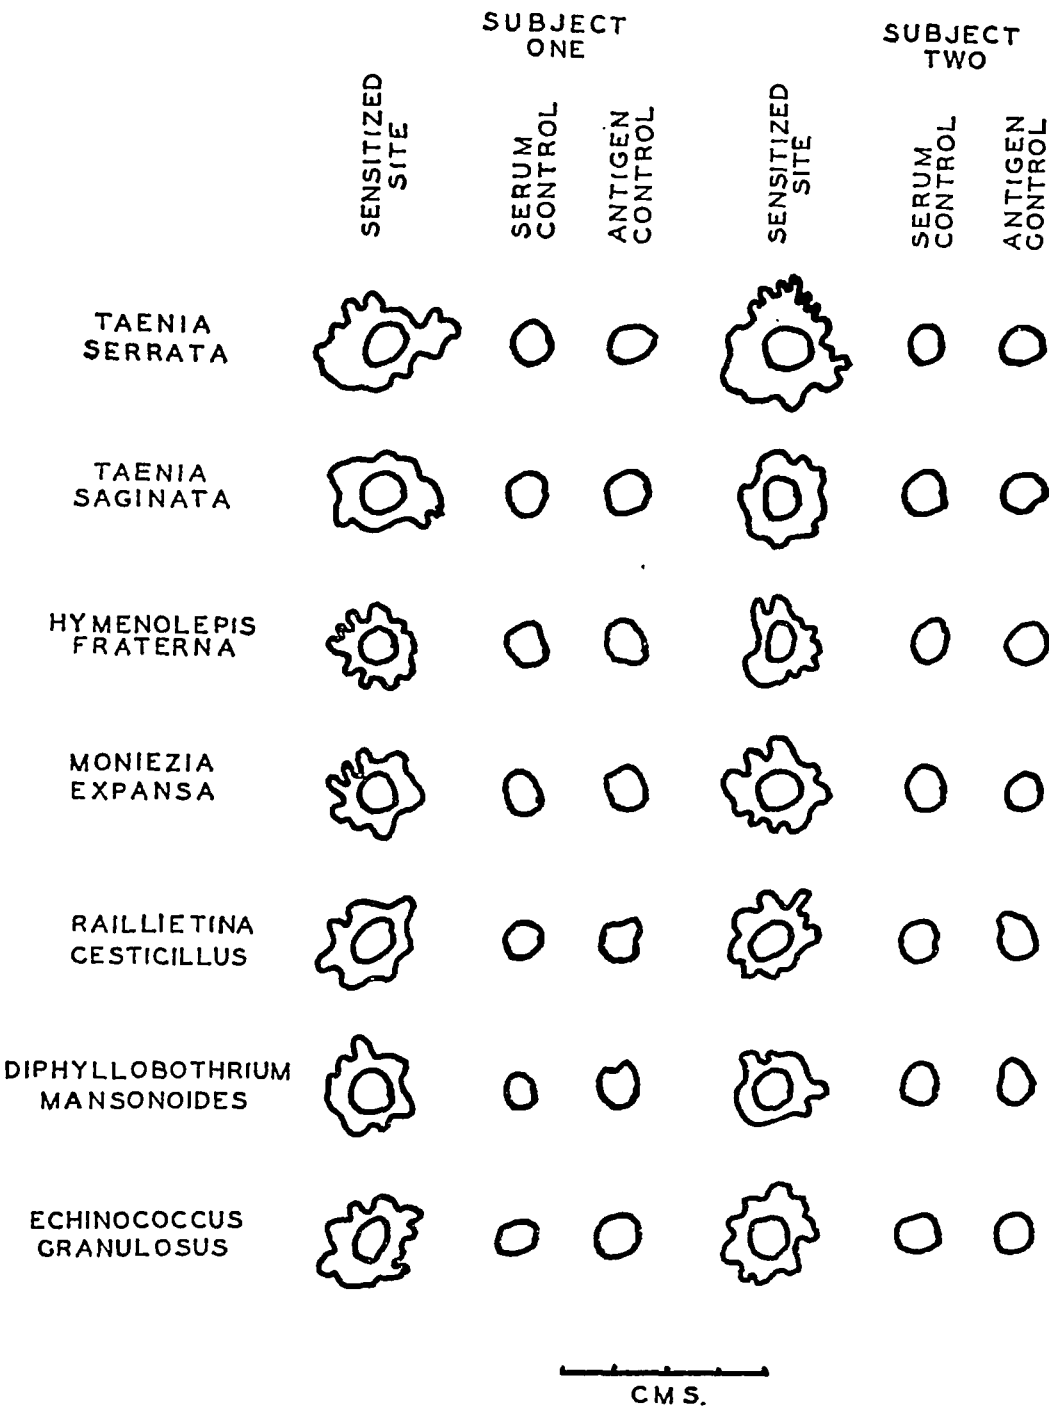 SUBJECT
ONE
SUBJECT
TWO
SENSITIZED
SITE
SERUM
CONTROL
ANTIGEN
CONTROL
SENSITIZED
SITE
SERUM
CONTROL
ANTIGEN
CONTROL
TAENIA
SERRATA
TAENIA
SAGINATA
HYMENOLEPIS
FRATERNA
MONIEZIA
EXPANSA
RAILLIETINA
CESTICILLUS
DIPHYLLOBOTHRIUM
MANSONOIDES
ECHINOCOCCUS
GRANULOSUS
CMS.